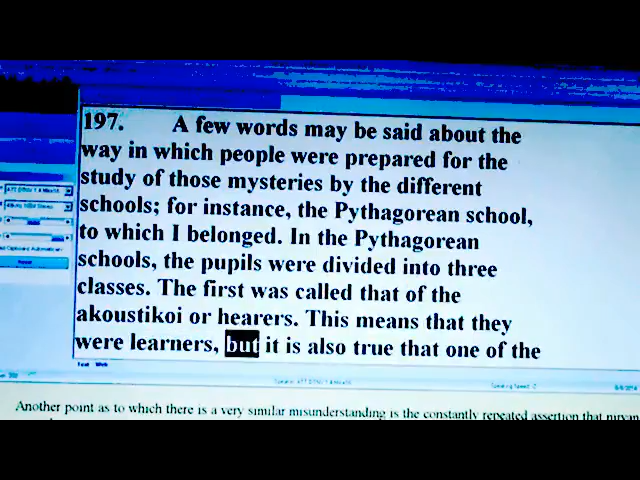 197. A few words may be said about the
way in which people were prepared for the
study of those mysteries by the different
schools; for instance, the Pythagorean school,
to which I belonged. In the Pythagorean
schools, the pupils were divided into three
classes. The first was called that of the
akoustikoi or hearers. This means that they
were learners, but it is also true that one of the
Another point as to which there is a very similar misunderstanding is the constantly repeated assertion that nirvan